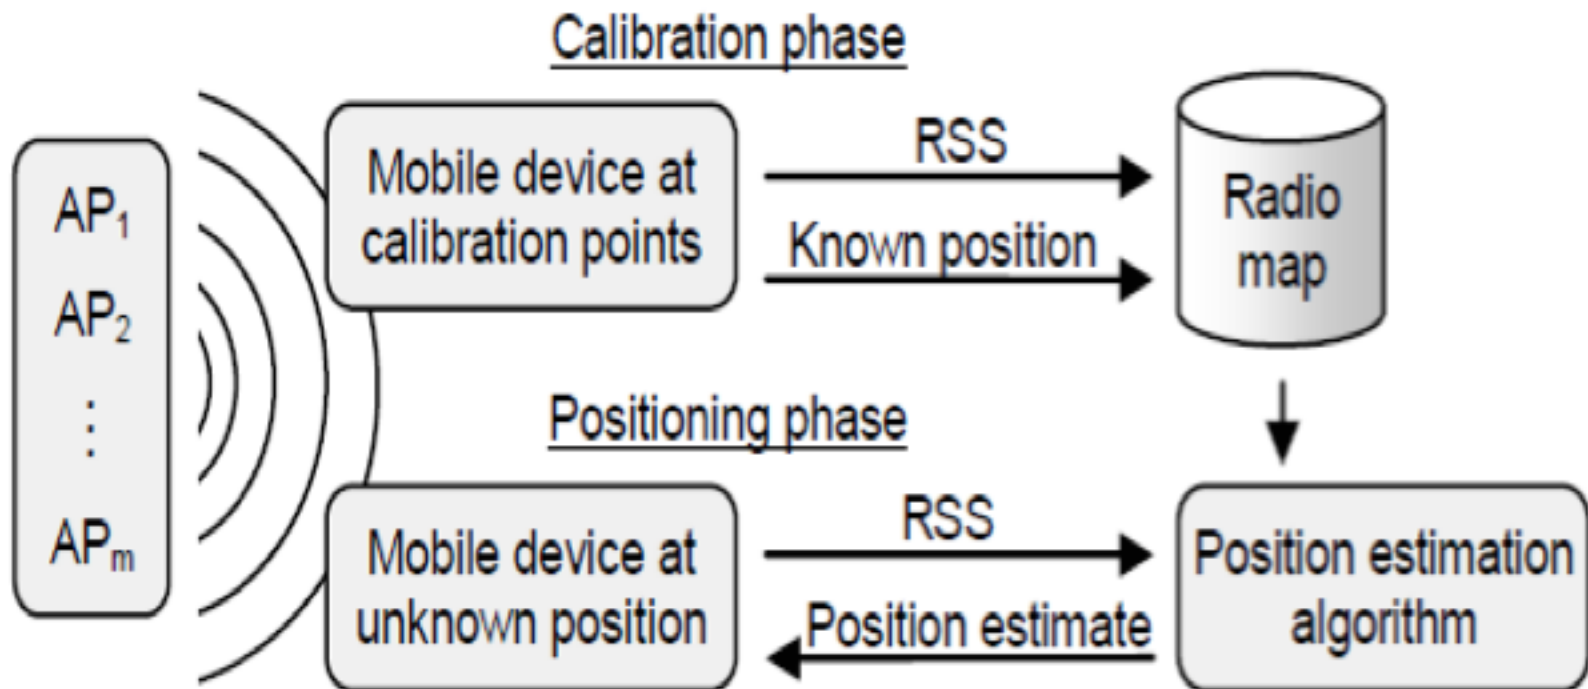 Calibration phase
AP₁
AP₂
⋮
APₘ
Mobile device at
calibration points
RSS
Known position
Radio
map
Positioning phase
Mobile device at
unknown position
RSS
Position estimate
Position estimation
algorithm